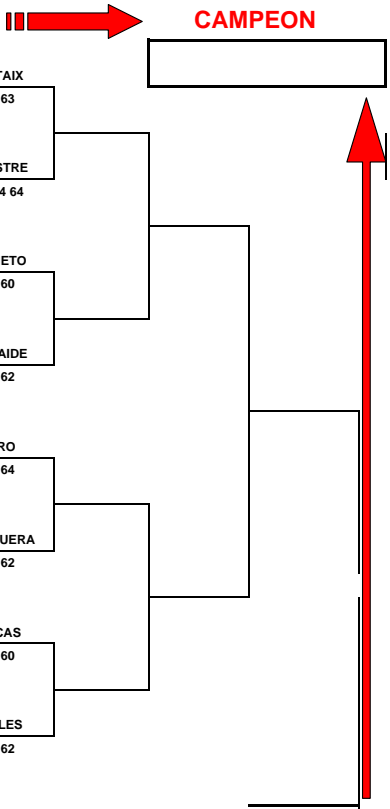 CAMPEON
TAIX
63
STRE
4 64
ETO
60
AIDE
62
RO
64
UERA
62
CAS
60
LES
62